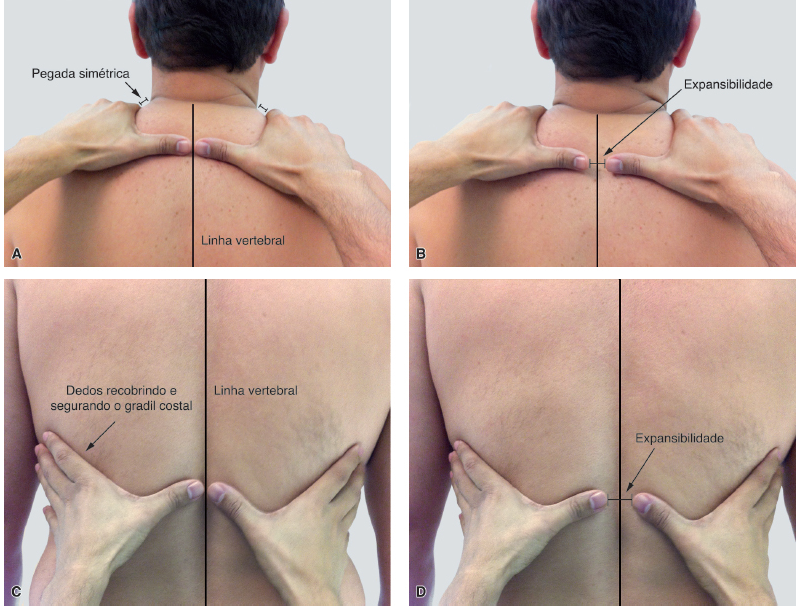 Pegada simétrica
Linha vertebral
A
Expansibilidade
B
Dedos recobrindo e
segurando o gradil costal
Linha vertebral
C
Expansibilidade
D